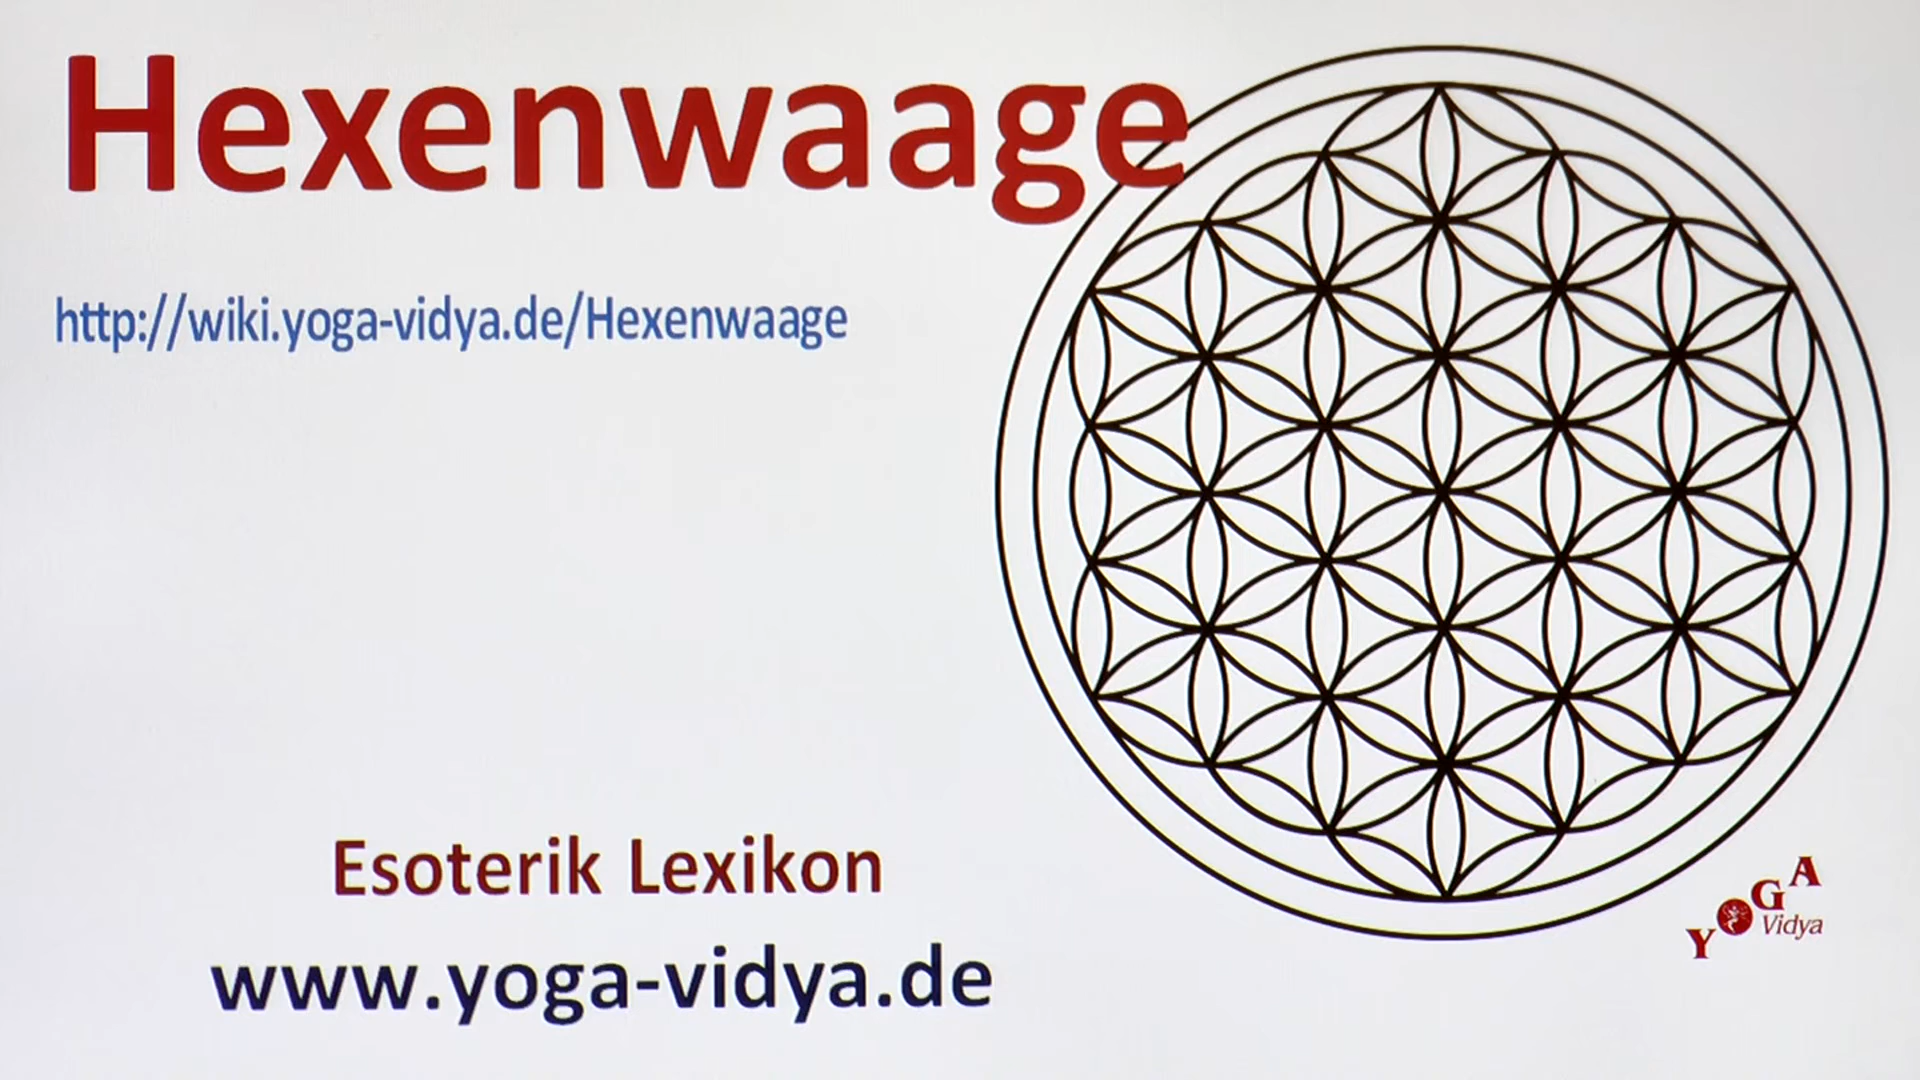 Hexenwaage
http://wiki.yoga-vidya.de/Hexenwaage
Esoterik Lexikon
www.yoga-vidya.de
YOGA
Vidya